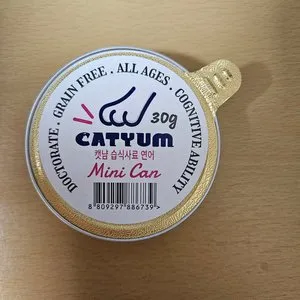 DOCTORATE . GRAIN FREE . ALL AGES . COGNITIVE ABILITY
30g
CATYUM
캣냠 습식사료 연어
Mini Can
8 809297 886739 >